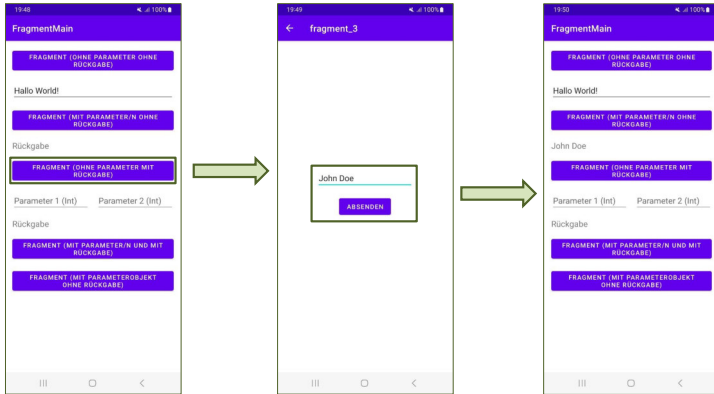 19:48
100%
FragmentMain
FRAGMENT (OHNE PARAMETER OHNE
RÜCKGABE)
Hallo World!
FRAGMENT (MIT PARAMETER/N OHNE
RÜCKGABE)
Rückgabe
FRAGMENT (OHNE PARAMETER MIT
RÜCKGABE)
Parameter 1 (Int) Parameter 2 (Int)
Rückgabe
FRAGMENT (MIT PARAMETER/N UND MIT
RÜCKGABE)
FRAGMENT (MIT PARAMETEROBJEKT
OHNE RÜCKGABE)
19:49
100%
fragment_3
John Doe
ABSENDEN
19:50
100%
FragmentMain
FRAGMENT (OHNE PARAMETER OHNE
RÜCKGABE)
Hallo World!
FRAGMENT (MIT PARAMETER/N OHNE
RÜCKGABE)
John Doe
FRAGMENT (OHNE PARAMETER MIT
RÜCKGABE)
Parameter 1 (Int) Parameter 2 (Int)
Rückgabe
FRAGMENT (MIT PARAMETER/N UND MIT
RÜCKGABE)
FRAGMENT (MIT PARAMETEROBJEKT
OHNE RÜCKGABE)